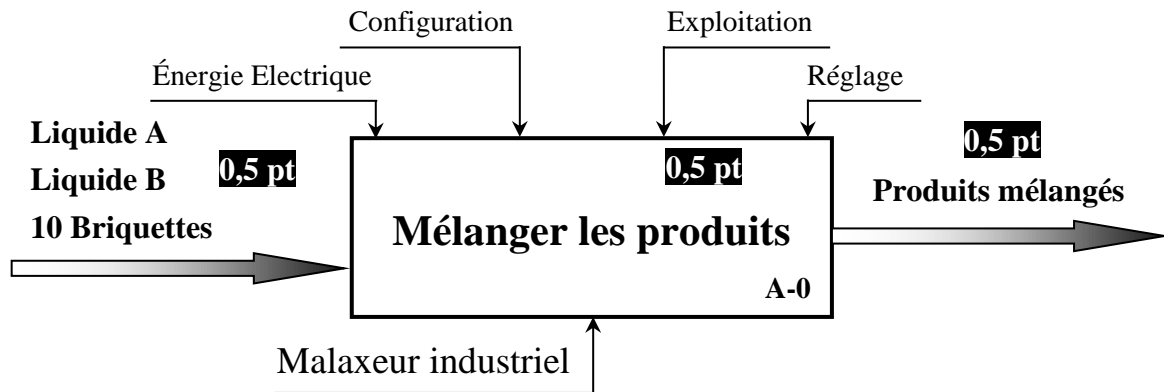 Configuration
Exploitation
Énergie Electrique
Réglage
Liquide A
Liquide B
10 Briquettes
0,5 pt
0,5 pt
Mélanger les produits
A-0
0,5 pt
Produits mélangés
Malaxeur industriel